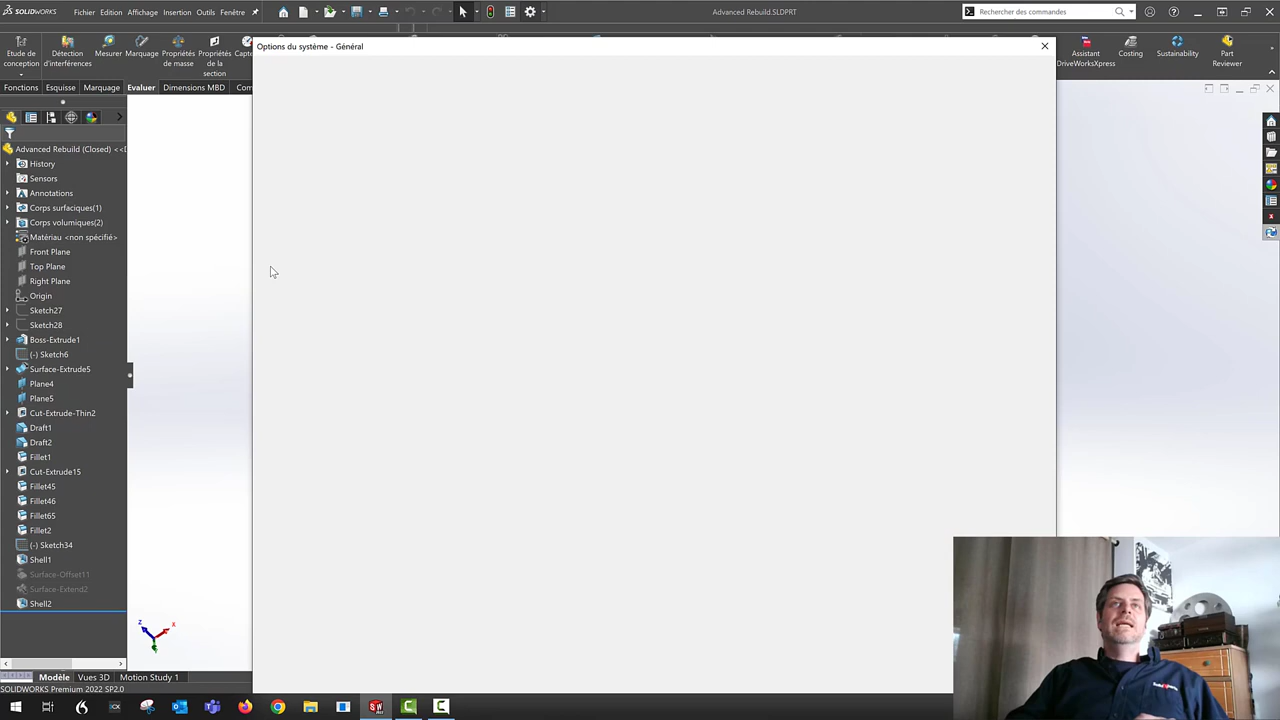 SOLIDWORKS Fichier Edition Affichage Insertion Outils Fenêtre Advanced Rebuild.SLDPRT Rechercher des commandes
Mesurer Marquage Propriétés Propriétés
Assistant Costing Sustainability Part
conception d'interférences de masse de la DriveWorksXpress Reviewer
section
Fonctions Esquisse Marquage Evaluer Dimensions MBD
Options du système - Général
Advanced Rebuild (Closed) <<D
History
Sensors
Annotations
Corps surfaciques(1)
Corps volumiques(2)
Matériau <non spécifié>
Front Plane
Top Plane
Right Plane
Origin
Sketch27
Sketch28
Boss-Extrude1
(-) Sketch6
Surface-Extrude5
Plane4
Plane5
Cut-Extrude-Thin2
Draft1
Draft2
Fillet1
Cut-Extrude15
Fillet45
Fillet46
Fillet65
Fillet2
(-) Sketch34
Shell1
Surface-Offset11
Surface-Extend2
Shell2
z x
Modèle Vues 3D Motion Study 1
SOLIDWORKS Premium 2022 SP2.0